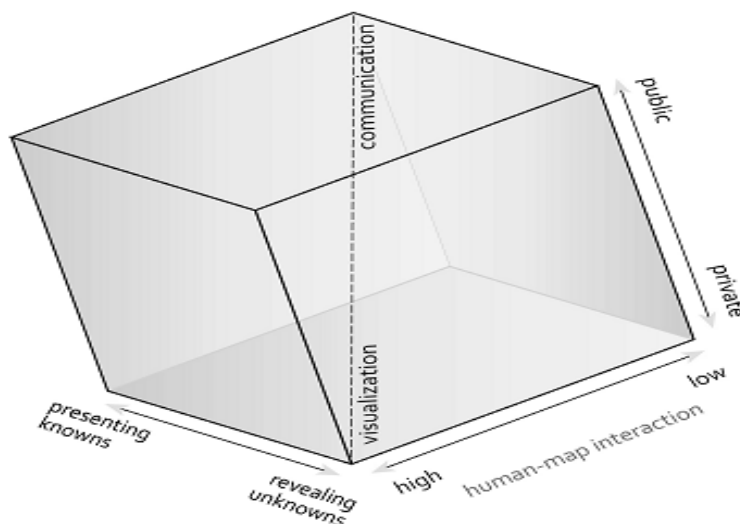 communication
public
private
visualization
low
presenting
knowns
human-map interaction
high
revealing
unknowns